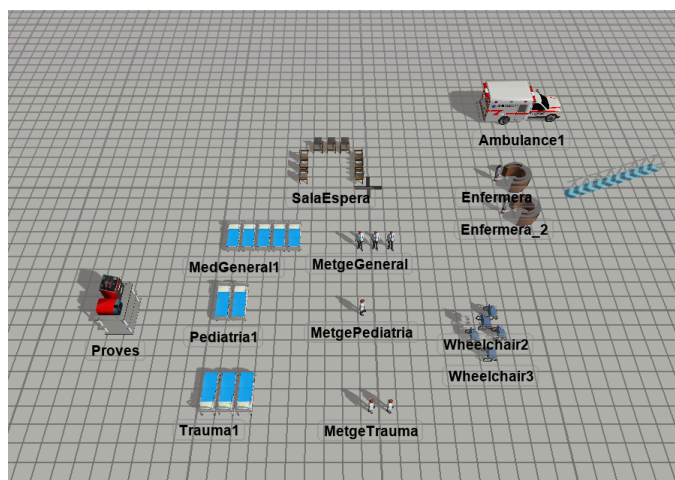 Ambulance1
SalaEspera
Enfermera
Enfermera_2
MedGeneral1
MetgeGeneral
Pediatria1
MetgePediatria
Wheelchair2
Proves
Wheelchair3
Trauma1
MetgeTrauma